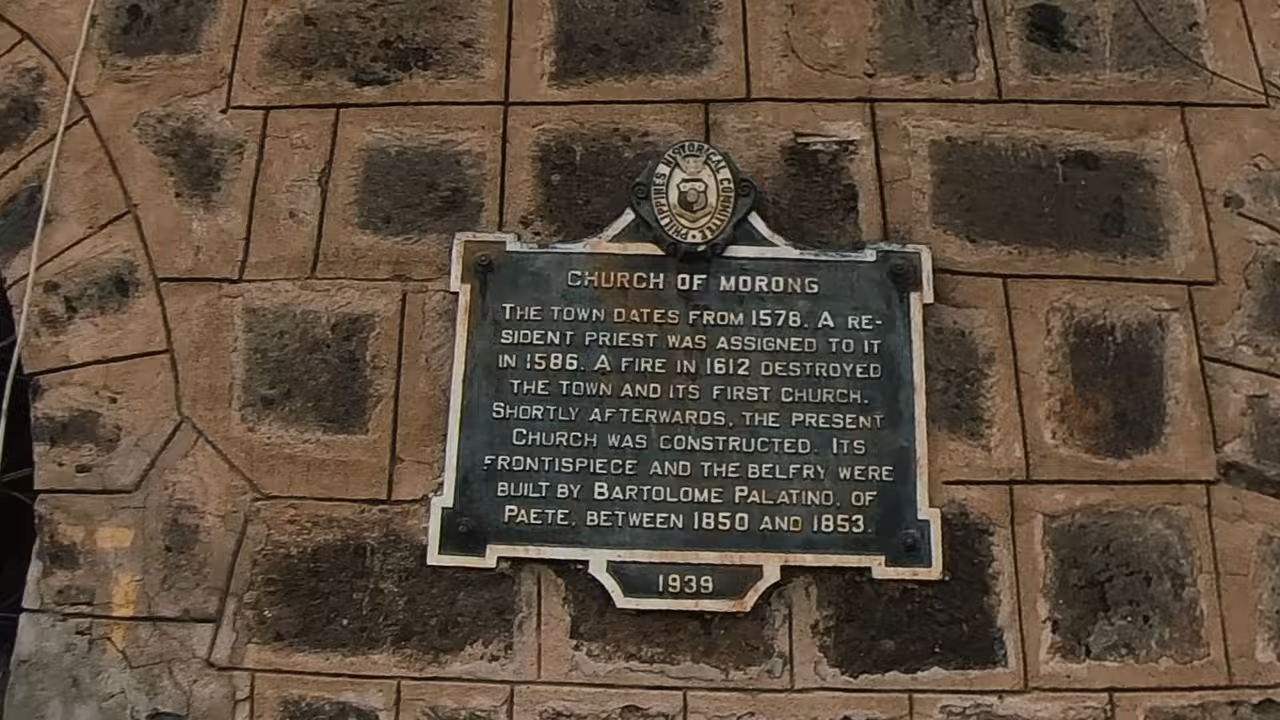 PHILIPPINES HISTORICAL COMMITTEE
CHURCH OF MORONG
THE TOWN DATES FROM 1578. A RE-
SIDENT PRIEST WAS ASSIGNED TO IT
IN 1586. A FIRE IN 1612 DESTROYED
THE TOWN AND ITS FIRST CHURCH.
SHORTLY AFTERWARDS, THE PRESENT
CHURCH WAS CONSTRUCTED. ITS
FRONTISPIECE AND THE BELFRY WERE
BUILT BY BARTOLOME PALATINO, OF
PAETE, BETWEEN 1850 AND 1853.
1939